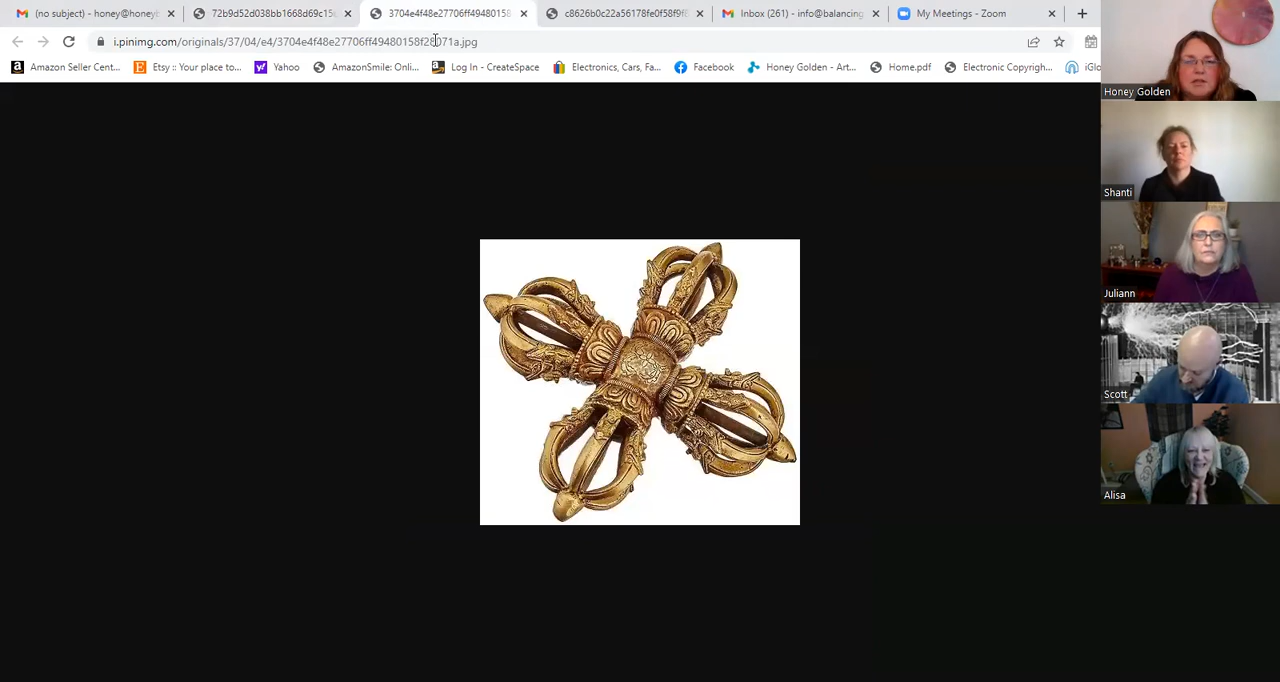 (no subject) - honey@honeyb
72b9d52d038bb1668d69c15
3704e4f48e27706ff49480158
c8626b0c22a56178fe0f58f9f
Inbox (261) - info@balancing
My Meetings - Zoom
i.pinimg.com/originals/37/04/e4/3704e4f48e27706ff49480158f28071a.jpg
Amazon Seller Cent...
Etsy :: Your place to...
Yahoo
AmazonSmile: Onli...
Log In - CreateSpace
Electronics, Cars, Fa...
Facebook
Honey Golden - Art...
Home.pdf
Electronic Copyrigh...
iGlo
Honey Golden
Shanti
Juliann
Scott
Alisa